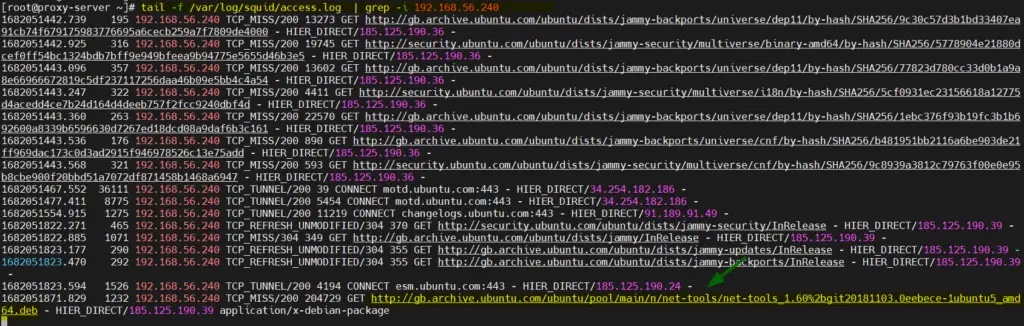 [root@proxy-server ~]# tail -f /var/log/squid/access.log | grep -i 192.168.56.240
1682051442.739    195 192.168.56.240 TCP_MISS/200 13273 GET http://gb.archive.ubuntu.com/ubuntu/dists/jammy-backports/universe/dep11/by-hash/SHA256/9c30c57d3b1bd33407ea
91cb74f679175983776695a6cecb259a7f7809de4000 - HIER_DIRECT/185.125.190.36 -
1682051442.925    316 192.168.56.240 TCP_MISS/200 19745 GET http://security.ubuntu.com/ubuntu/dists/jammy-security/multiverse/binary-amd64/by-hash/SHA256/5778904e21880d
cef0ff54bc1324bdb7bff9e949bfeea9b94775e5655d46b3e5 - HIER_DIRECT/185.125.190.36 -
1682051443.096    357 192.168.56.240 TCP_MISS/200 13602 GET http://gb.archive.ubuntu.com/ubuntu/dists/jammy-backports/universe/dep11/by-hash/SHA256/77823d780cc33d0b1a9a
8e66966672819c5df237117256daa46b09e5bb4c4a54 - HIER_DIRECT/185.125.190.36 -
1682051443.247    322 192.168.56.240 TCP_MISS/200 4411 GET http://security.ubuntu.com/ubuntu/dists/jammy-security/multiverse/i18n/by-hash/SHA256/5cf0931ec23156618a12775
d4acedd4ce7b24d164d4deeb757f2fcc9240dbf4d - HIER_DIRECT/185.125.190.36 -
1682051443.360    263 192.168.56.240 TCP_MISS/200 22570 GET http://gb.archive.ubuntu.com/ubuntu/dists/jammy-backports/universe/dep11/by-hash/SHA256/1ebc376f93b19fc3b1b6
92600a8339b6596630d7267ed18dcd08a9daf6b3c161 - HIER_DIRECT/185.125.190.36 -
1682051443.536    176 192.168.56.240 TCP_MISS/200 890 GET http://gb.archive.ubuntu.com/ubuntu/dists/jammy-backports/universe/cnf/by-hash/SHA256/b481951bb2116a6be903de21
ff969dac173c0d3ad2915f946978526c13e75add - HIER_DIRECT/185.125.190.36 -
1682051443.568    321 192.168.56.240 TCP_MISS/200 593 GET http://security.ubuntu.com/ubuntu/dists/jammy-security/multiverse/cnf/by-hash/SHA256/9c8939a3812c79763f00e0e95
b8cbe900f20bbd51a7072df871458b1468a6947 - HIER_DIRECT/185.125.190.36 -
1682051467.552  36111 192.168.56.240 TCP_TUNNEL/200 39 CONNECT motd.ubuntu.com:443 - HIER_DIRECT/34.254.182.186 -
1682051477.411   8775 192.168.56.240 TCP_TUNNEL/200 5454 CONNECT motd.ubuntu.com:443 - HIER_DIRECT/34.254.182.186 -
1682051554.915   1275 192.168.56.240 TCP_TUNNEL/200 11219 CONNECT changelogs.ubuntu.com:443 - HIER_DIRECT/91.189.91.49 -
1682051822.271    465 192.168.56.240 TCP_REFRESH_UNMODIFIED/304 370 GET http://security.ubuntu.com/ubuntu/dists/jammy-security/InRelease - HIER_DIRECT/185.125.190.39 -
1682051822.885   1071 192.168.56.240 TCP_MISS/304 349 GET http://gb.archive.ubuntu.com/ubuntu/dists/jammy/InRelease - HIER_DIRECT/185.125.190.39 -
1682051823.177    290 192.168.56.240 TCP_REFRESH_UNMODIFIED/304 355 GET http://gb.archive.ubuntu.com/ubuntu/dists/jammy-updates/InRelease - HIER_DIRECT/185.125.190.39 -
1682051823.470    292 192.168.56.240 TCP_REFRESH_UNMODIFIED/304 355 GET http://gb.archive.ubuntu.com/ubuntu/dists/jammy-backports/InRelease - HIER_DIRECT/185.125.190.39
-
1682051823.594   1526 192.168.56.240 TCP_TUNNEL/200 4194 CONNECT esm.ubuntu.com:443 - HIER_DIRECT/185.125.190.24 -
1682051871.829   1232 192.168.56.240 TCP_MISS/200 204729 GET http://gb.archive.ubuntu.com/ubuntu/pool/main/n/net-tools/net-tools_1.60%2bgit20181103.0eebece-1ubuntu5_amd
64.deb - HIER_DIRECT/185.125.190.39 application/x-debian-package